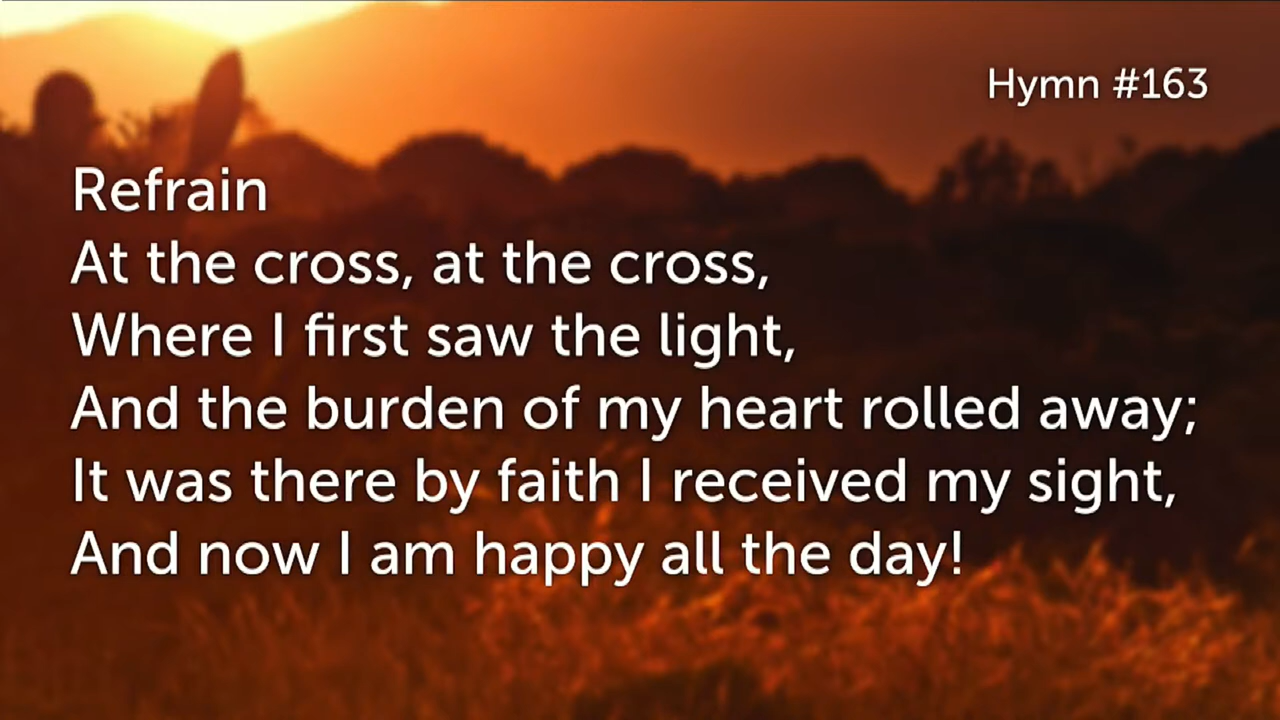 Hymn #163
Refrain
At the cross, at the cross,
Where I first saw the light,
And the burden of my heart rolled away;
It was there by faith I received my sight,
And now I am happy all the day!